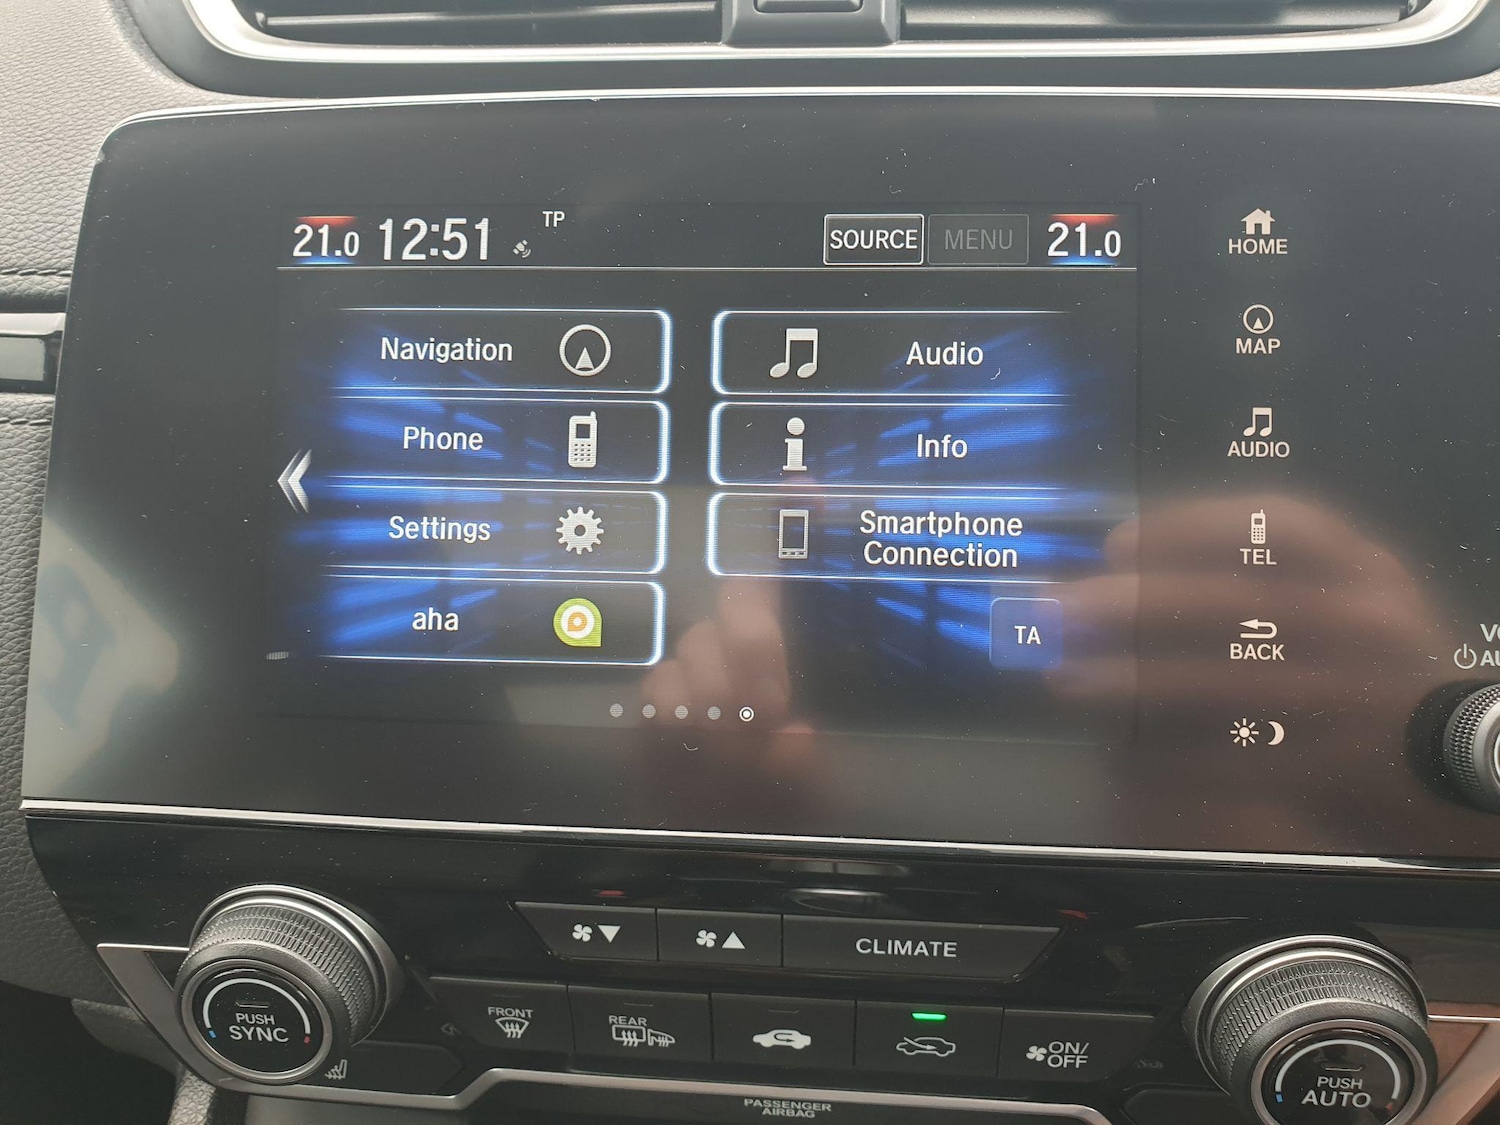 21.0 12:51 TP SOURCE MENU 21.0
HOME
Navigation Audio
MAP
Phone Info
AUDIO
Settings Smartphone
Connection
TEL
aha TA
BACK
CLIMATE
PUSH
SYNC
FRONT
REAR
ON/
OFF
PUSH
AUTO
PASSENGER
AIRBAG